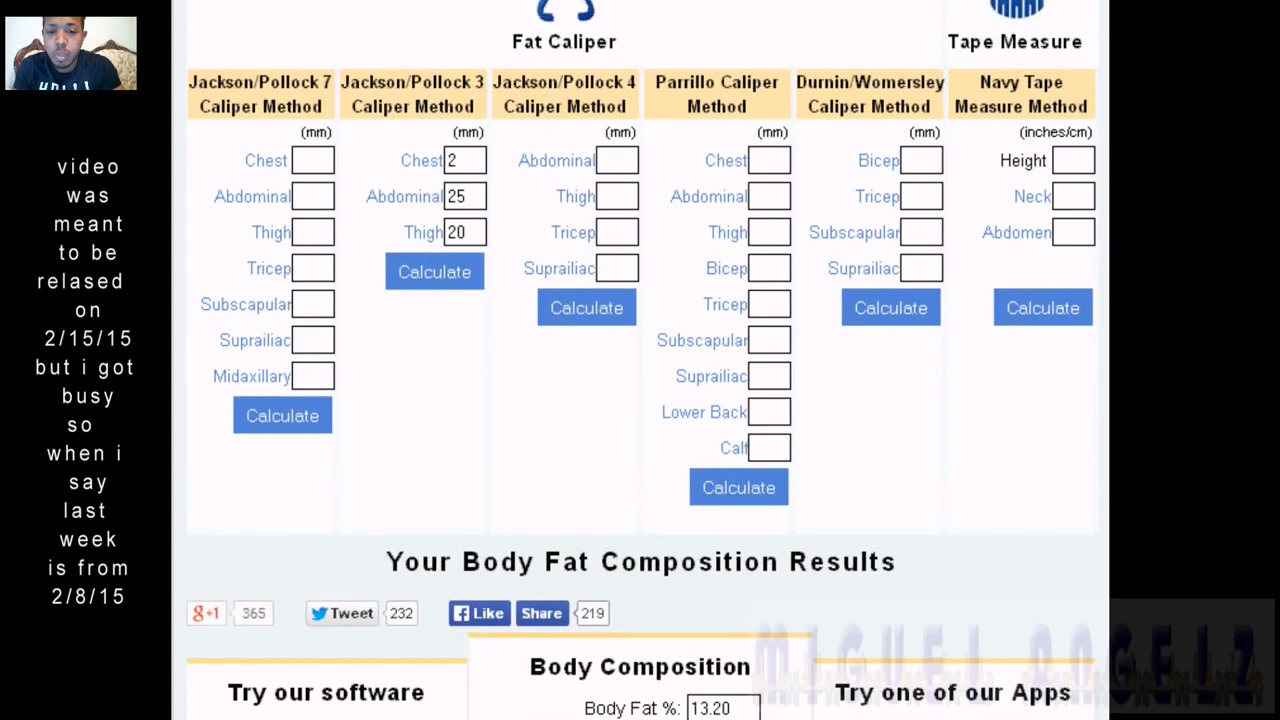 video
was
meant
to be
relased
on
2/15/15
but i got
busy
so
when i
say
last
week
is from
2/8/15
Fat Caliper
Tape Measure
Jackson/Pollock 7
Caliper Method
(mm)
Chest
Abdominal
Thigh
Tricep
Subscapular
Suprailiac
Midaxillary
Calculate
Jackson/Pollock 3
Caliper Method
(mm)
Chest 2
Abdominal 25
Thigh 20
Calculate
Jackson/Pollock 4
Caliper Method
(mm)
Abdominal
Thigh
Tricep
Suprailiac
Calculate
Parrillo Caliper
Method
(mm)
Chest
Abdominal
Thigh
Bicep
Tricep
Subscapular
Suprailiac
Lower Back
Calf
Calculate
Durnin/Womersley
Caliper Method
(mm)
Bicep
Tricep
Subscapular
Suprailiac
Calculate
Navy Tape
Measure Method
(inches/cm)
Height
Neck
Abdomen
Calculate
Your Body Fat Composition Results
g+1 365 Tweet 232 Like Share 219
Try our software
Body Composition
Body Fat %: 13.20
Try one of our Apps
MIGUEL ANGELZ